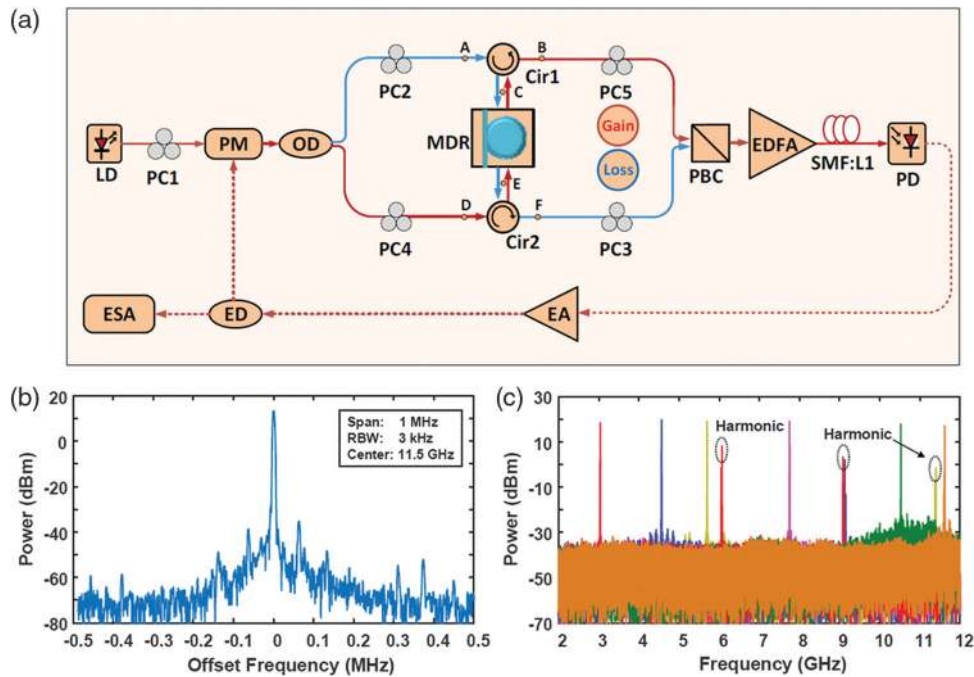 (a)
A
B
PC2
Cir1
PC5
C
Gain
LD
PC1
PM
OD
MDR
Loss
PBC
EDFA
SMF:L1
PD
E
D
F
PC4
Cir2
PC3
ESA
ED
EA
(b)
20
0
-20
-40
-60
-80
Power (dBm)
Span: 1 MHz
RBW: 3 kHz
Center: 11.5 GHz
-0.5 -0.4 -0.3 -0.2 -0.1 0 0.1 0.2 0.3 0.4 0.5
Offset Frequency (MHz)
(c)
30
10
-10
-30
-50
-70
Power (dBm)
Harmonic
Harmonic
2 3 4 5 6 7 8 9 10 11 12
Frequency (GHz)